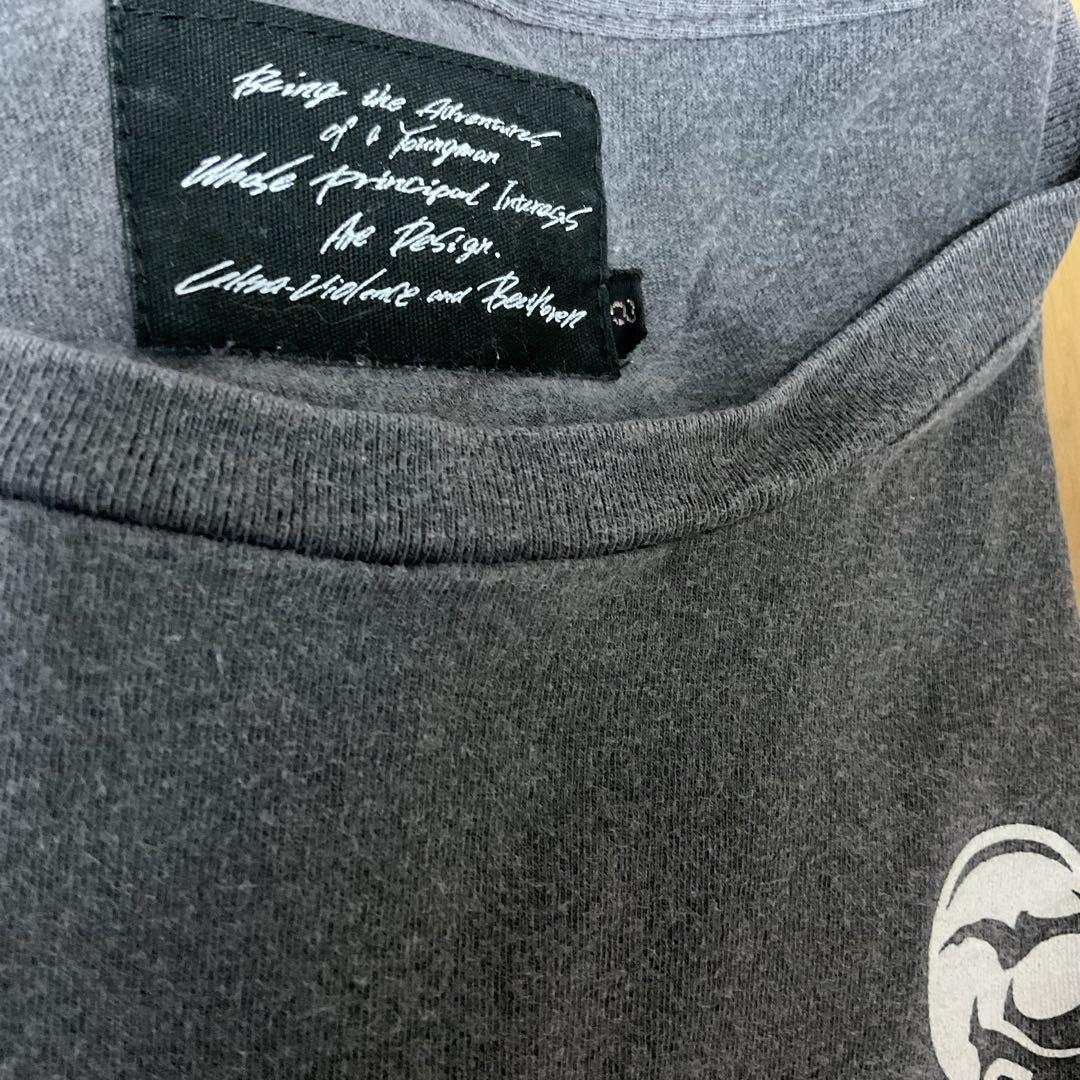 Being the Adventures
of a Youngman
Whose principal Interests
Are Design.
Ultra-Violence and Beethoven